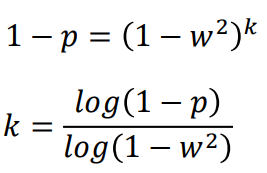 1 − p = (1 − w²)ᵏ
k = log(1 − p) / log(1 − w²)